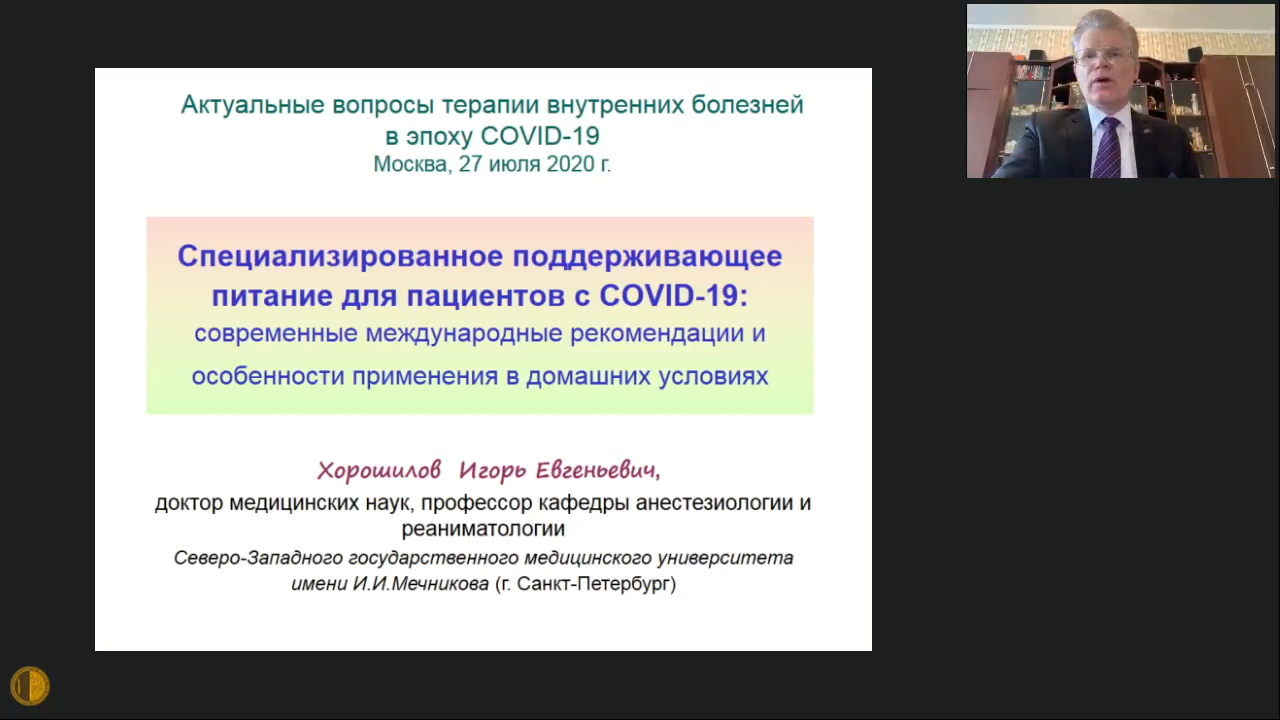 Актуальные вопросы терапии внутренних болезней
в эпоху COVID-19
Москва, 27 июля 2020 г.
Специализированное поддерживающее
питание для пациентов с COVID-19:
современные международные рекомендации и
особенности применения в домашних условиях
Хорошилов Игорь Евгеньевич,
доктор медицинских наук, профессор кафедры анестезиологии и
реаниматологии
Северо-Западного государственного медицинского университета
имени И.И.Мечникова (г. Санкт-Петербург)